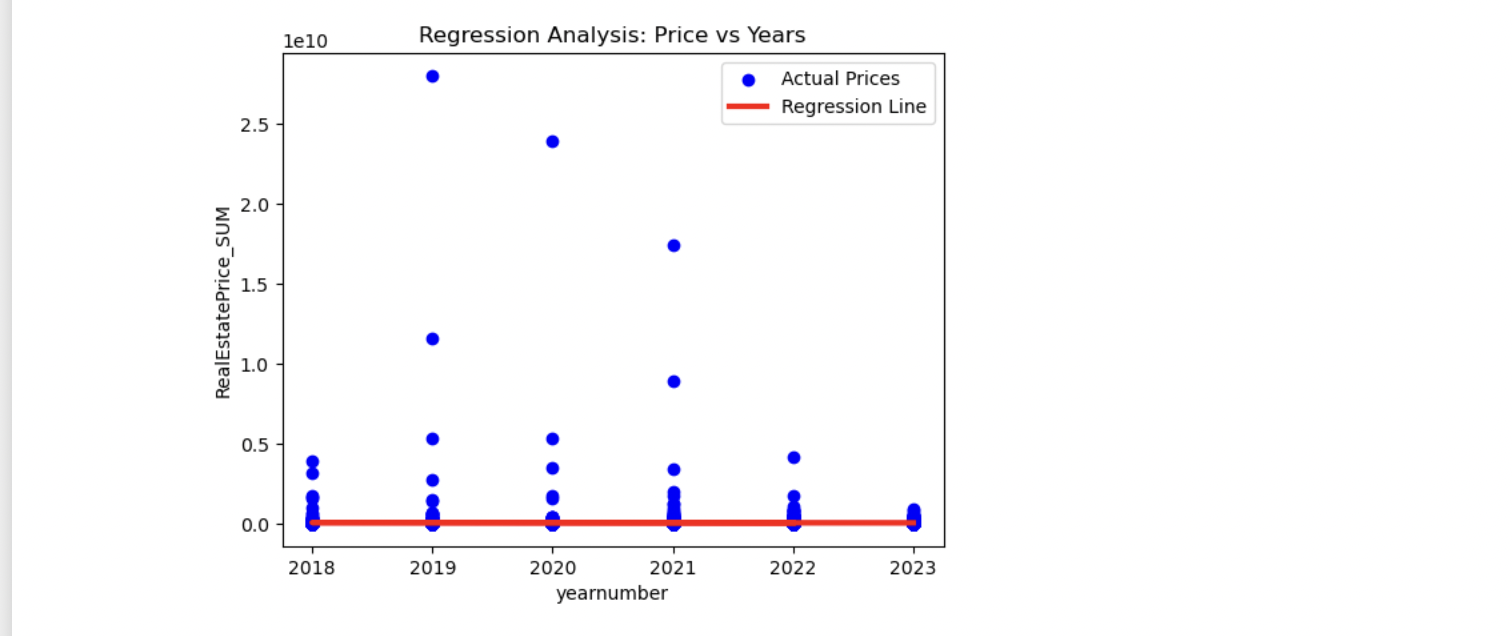 Regression Analysis: Price vs Years
1e10
Actual Prices
Regression Line
2.5
2.0
1.5
1.0
0.5
0.0
RealEstatePrice_SUM
2018 2019 2020 2021 2022 2023
yearnumber